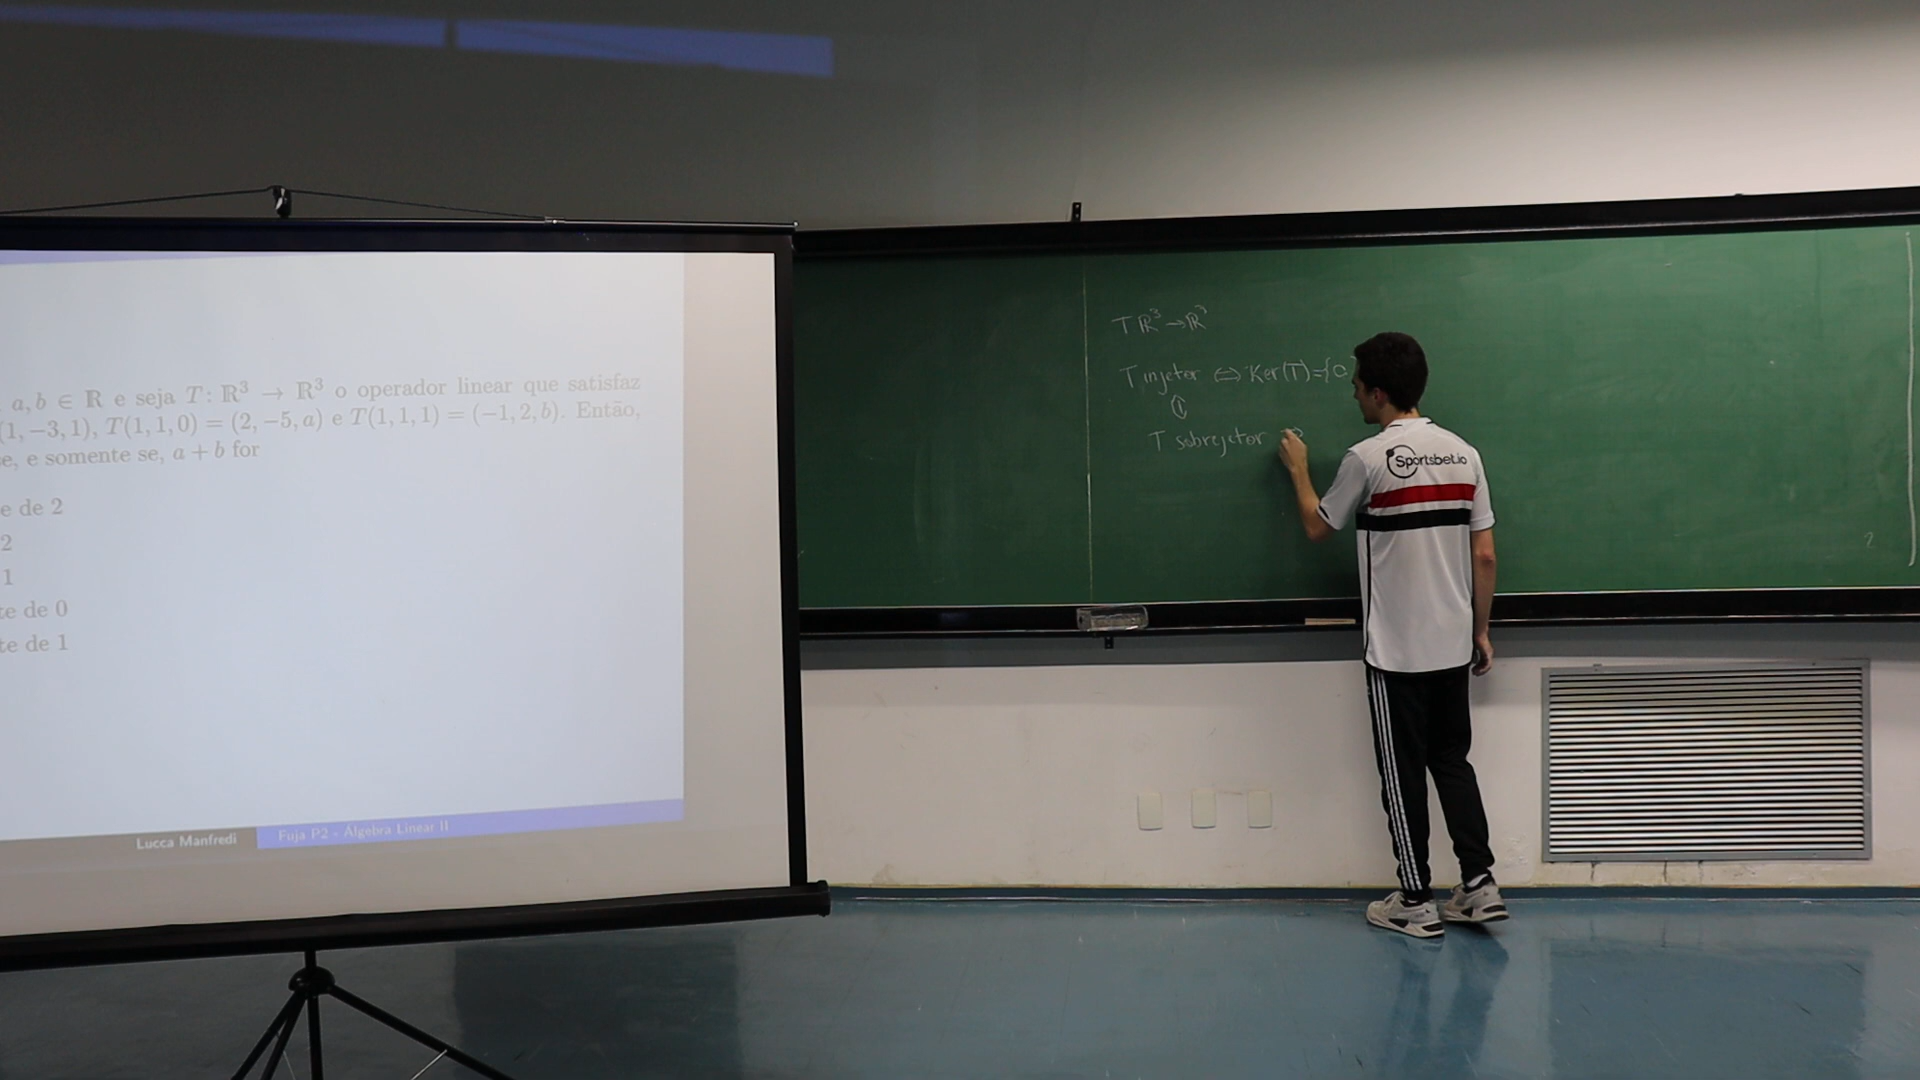 a, b ∈ ℝ e seja T: ℝ³ → ℝ³ o operador linear que satisfaz
(1, −3, 1), T(1, 1, 0) = (2, −5, a) e T(1, 1, 1) = (−1, 2, b). Então,
e, e somente se, a + b for
e de 2
2
1
te de 0
te de 1
Lucca Manfredi
Fuja P2 - Álgebra Linear II
T ℝ³ → ℝ³
T injetor ⇔ Ker(T) = {0
⇕
T sobrejetor
2
Sportsbet.io